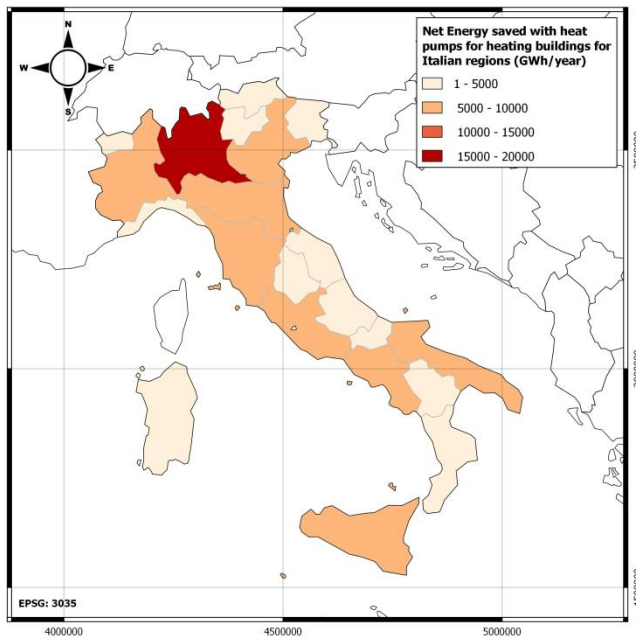 N
W
E
S
Net Energy saved with heat
pumps for heating buildings for
Italian regions (GWh/year)
1 - 5000
5000 - 10000
10000 - 15000
15000 - 20000
EPSG: 3035
4000000
4500000
5000000